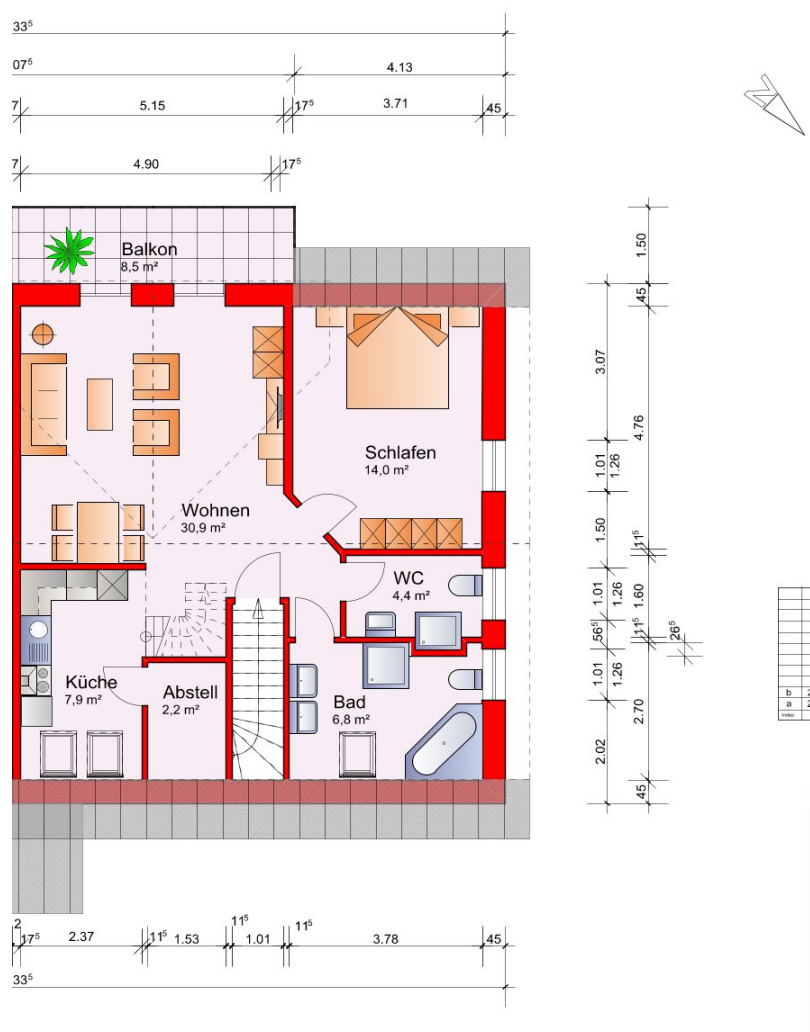 33⁵
07⁵
4.13
7
5.15
17⁵
3.71
45
7
4.90
17⁵
1.50
Balkon
8,5 m²
45
3.07
4.76
Schlafen
14,0 m²
1.01
1.26
Wohnen
30,9 m²
1.50
11⁵
WC
4,4 m²
1.01
1.26
1.60
56⁵
11⁵
26⁵
Küche
7,9 m²
Abstell
2,2 m²
Bad
6,8 m²
1.01
1.26
2.70
b
a
Index
2.02
45
2
17⁵
2.37
11⁵
1.53
11⁵
1.01
11⁵
3.78
45
33⁵